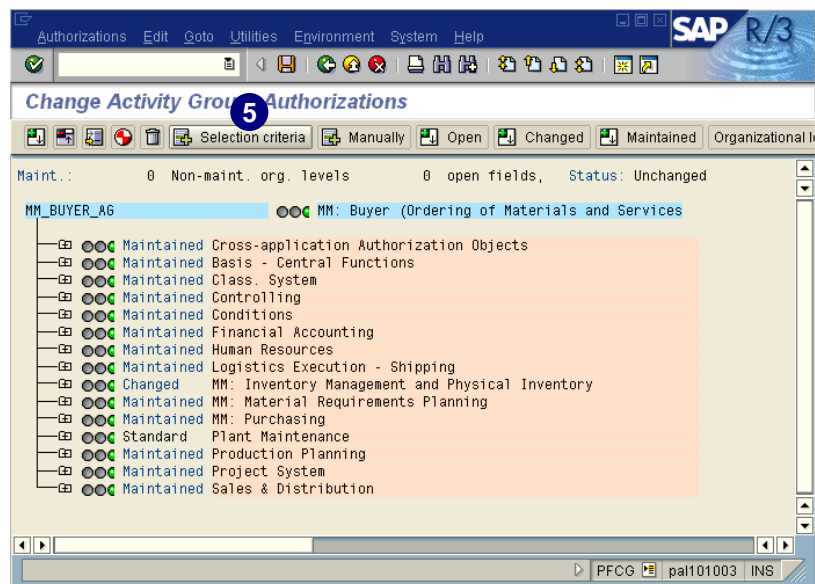 SAP R/3
Authorizations Edit Goto Utilities Environment System Help
Change Activity Group Authorizations
5
Selection criteria Manually Open Changed Maintained Organizational l
Maint.: 0 Non-maint. org. levels 0 open fields, Status: Unchanged
MM_BUYER_AG MM: Buyer (Ordering of Materials and Services
Maintained Cross-application Authorization Objects
Maintained Basis - Central Functions
Maintained Class. System
Maintained Controlling
Maintained Conditions
Maintained Financial Accounting
Maintained Human Resources
Maintained Logistics Execution - Shipping
Changed MM: Inventory Management and Physical Inventory
Maintained MM: Material Requirements Planning
Maintained MM: Purchasing
Standard Plant Maintenance
Maintained Production Planning
Maintained Project System
Maintained Sales & Distribution
PFCG pal101003 INS